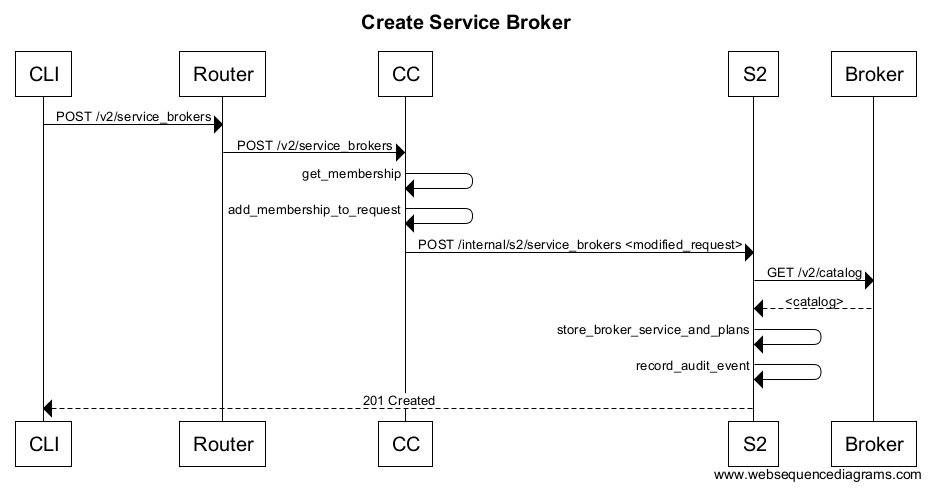 Create Service Broker
CLI
Router
CC
S2
Broker
POST /v2/service_brokers
POST /v2/service_brokers
get_membership
add_membership_to_request
POST /internal/s2/service_brokers <modified_request>
GET /v2/catalog
<catalog>
store_broker_service_and_plans
record_audit_event
201 Created
CLI
Router
CC
S2
Broker
www.websequencediagrams.com